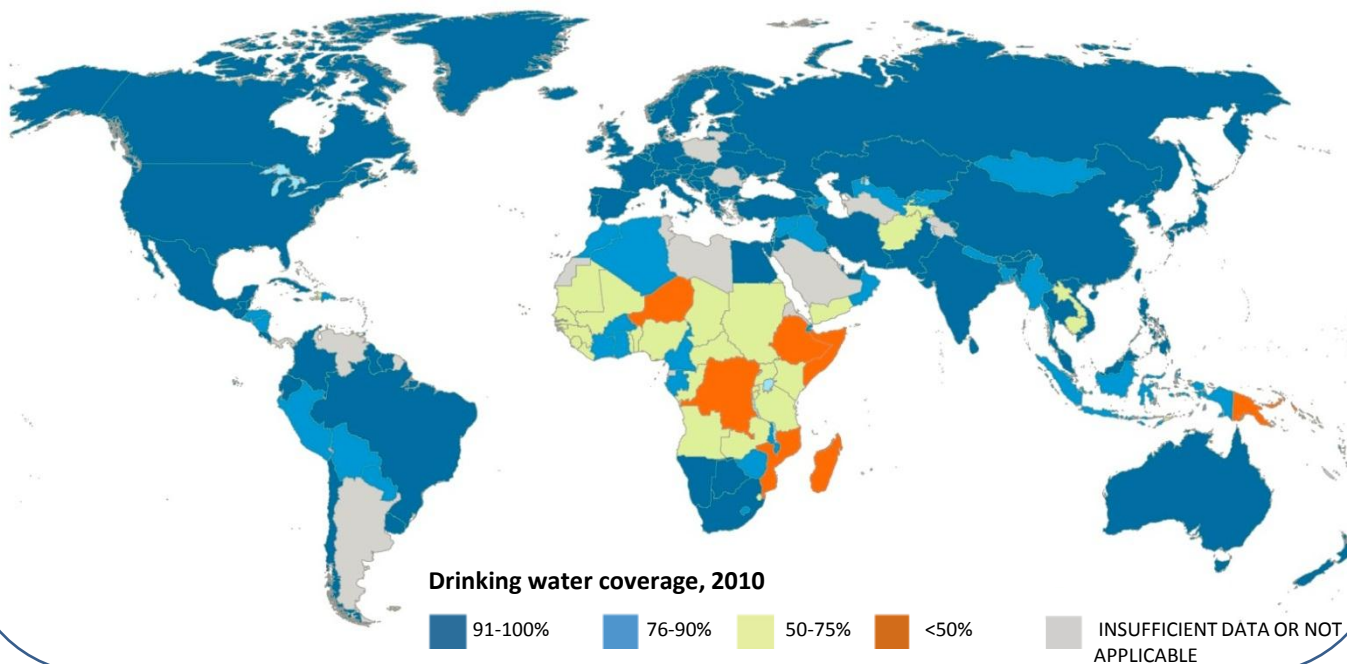 Drinking water coverage, 2010
91-100% 76-90% 50-75% <50% INSUFFICIENT DATA OR NOT
APPLICABLE